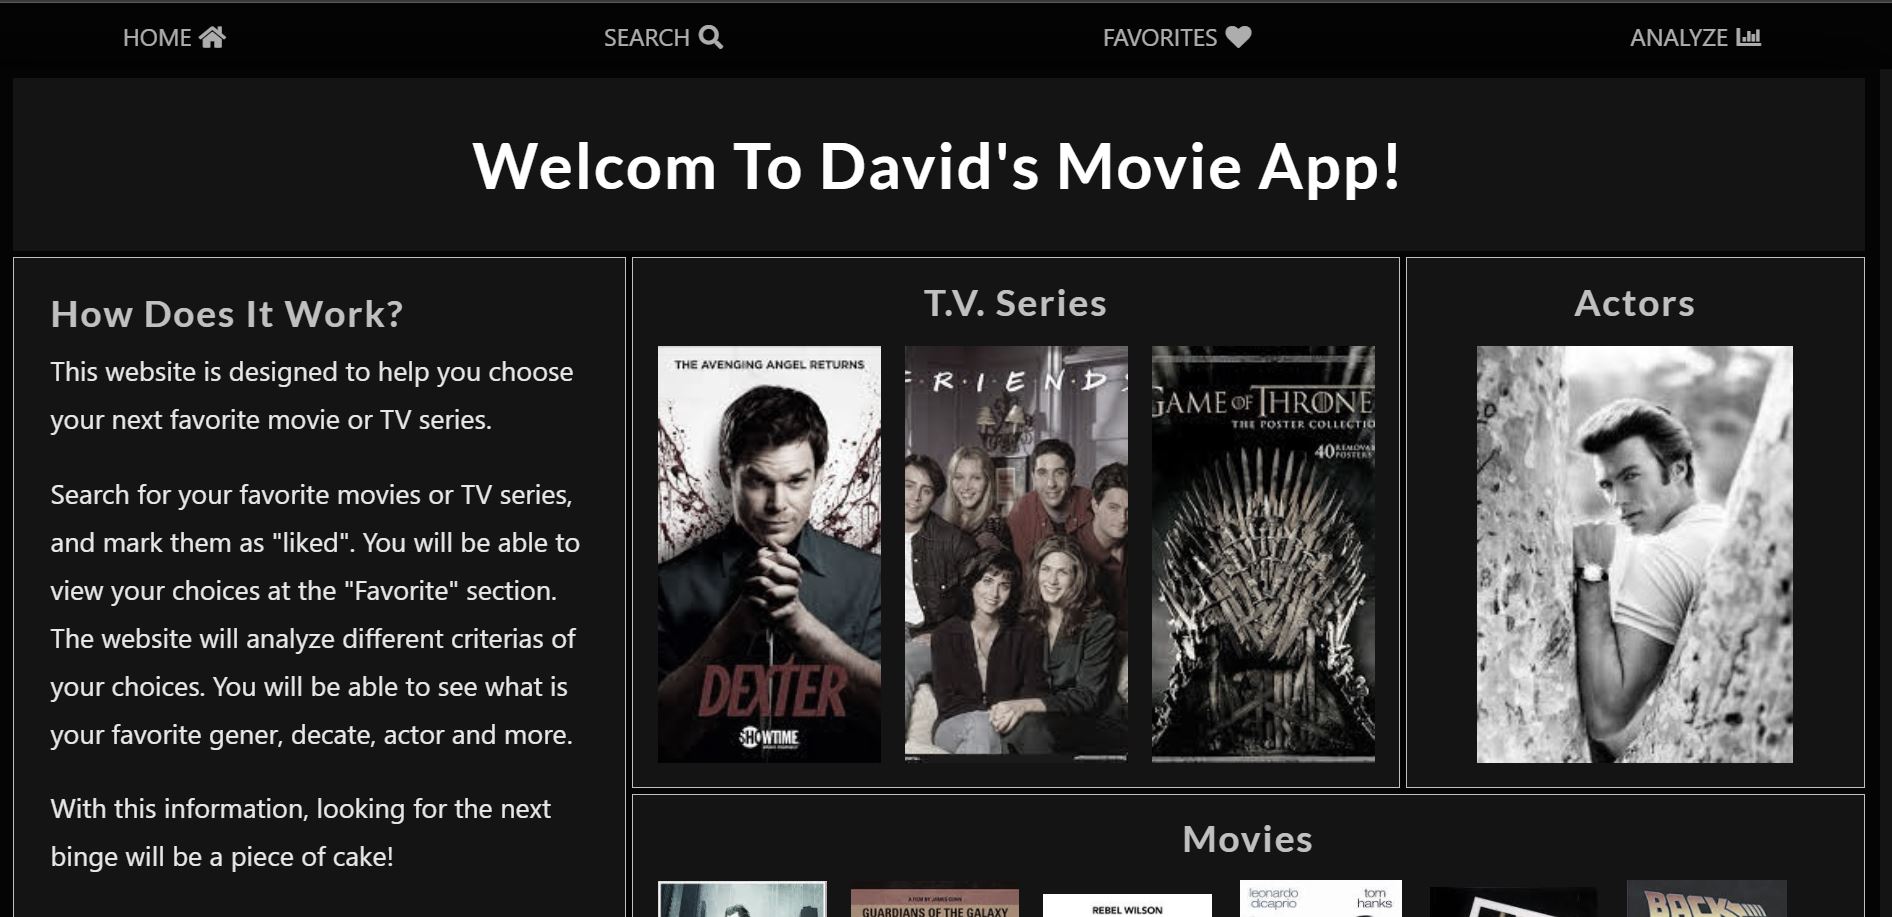 HOME
SEARCH
FAVORITES
ANALYZE
Welcom To David's Movie App!
How Does It Work?
This website is designed to help you choose
your next favorite movie or TV series.
Search for your favorite movies or TV series,
and mark them as "liked". You will be able to
view your choices at the "Favorite" section.
The website will analyze different criterias of
your choices. You will be able to see what is
your favorite gener, decate, actor and more.
With this information, looking for the next
binge will be a piece of cake!
T.V. Series
THE AVENGING ANGEL RETURNS
DEXTER
SHOWTIME
F·R·I·E·N·D·S
GAME OF THRONE
THE POSTER COLLECTIO
40 REMOVA
POSTERS
Actors
Movies
A FILM BY JAMES GUNN
GUARDIANS OF THE GALAXY
REBEL WILSON
leonardo
dicaprio
tom
hanks
BACK